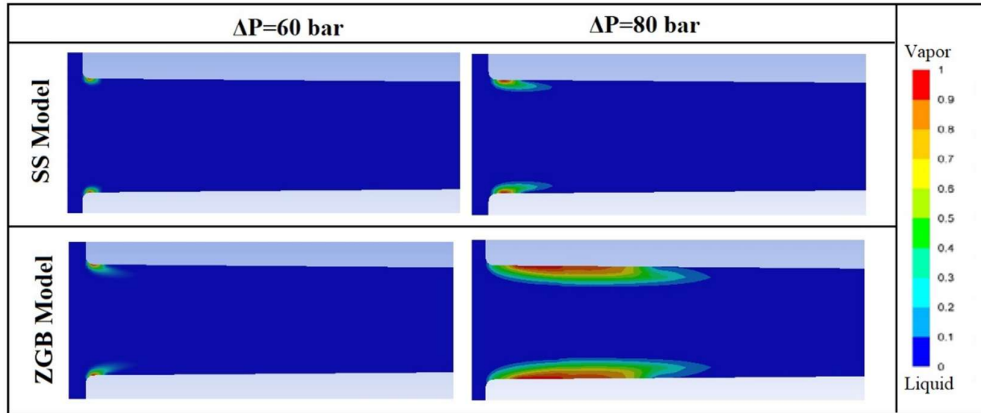 ΔP=60 bar
ΔP=80 bar
SS Model
ZGB Model
Vapor
1
0.9
0.8
0.7
0.6
0.5
0.4
0.3
0.2
0.1
0
Liquid